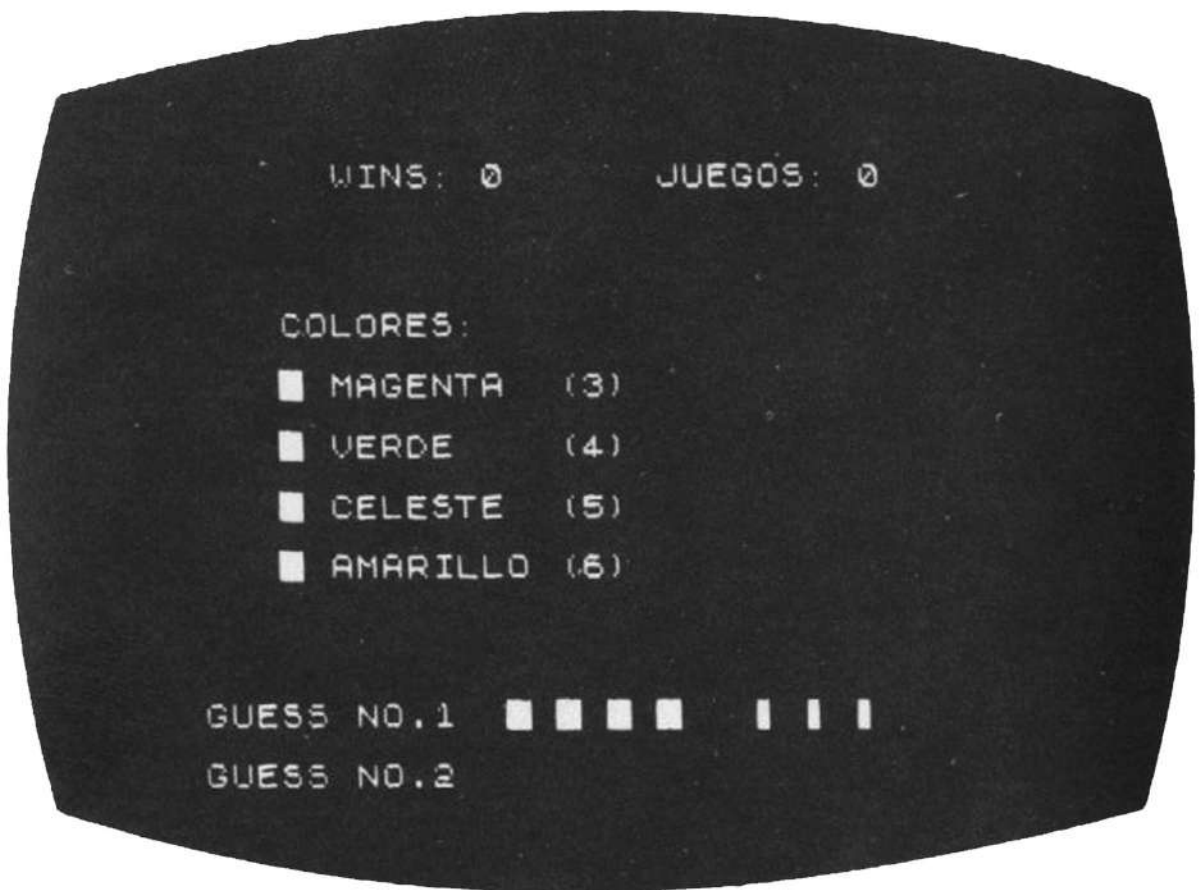 WINS: 0 JUEGOS: 0
COLORES:
MAGENTA (3)
VERDE (4)
CELESTE (5)
AMARILLO (6)
GUESS NO.1
GUESS NO.2